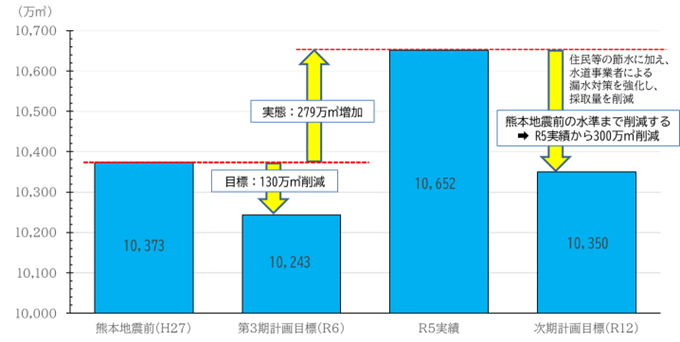 (万㎥)
10,700
10,600
10,500
10,400
10,300
10,200
10,100
10,000
住民等の節水に加え、
水道事業者による
漏水対策を強化し、
採取量を削減
実態：279万㎥増加
熊本地震前の水準まで削減する
➡ R5実績から300万㎥削減
目標：130万㎥削減
10,373
10,243
10,652
10,350
熊本地震前(H27)
第3期計画目標(R6)
R5実績
次期計画目標(R12)